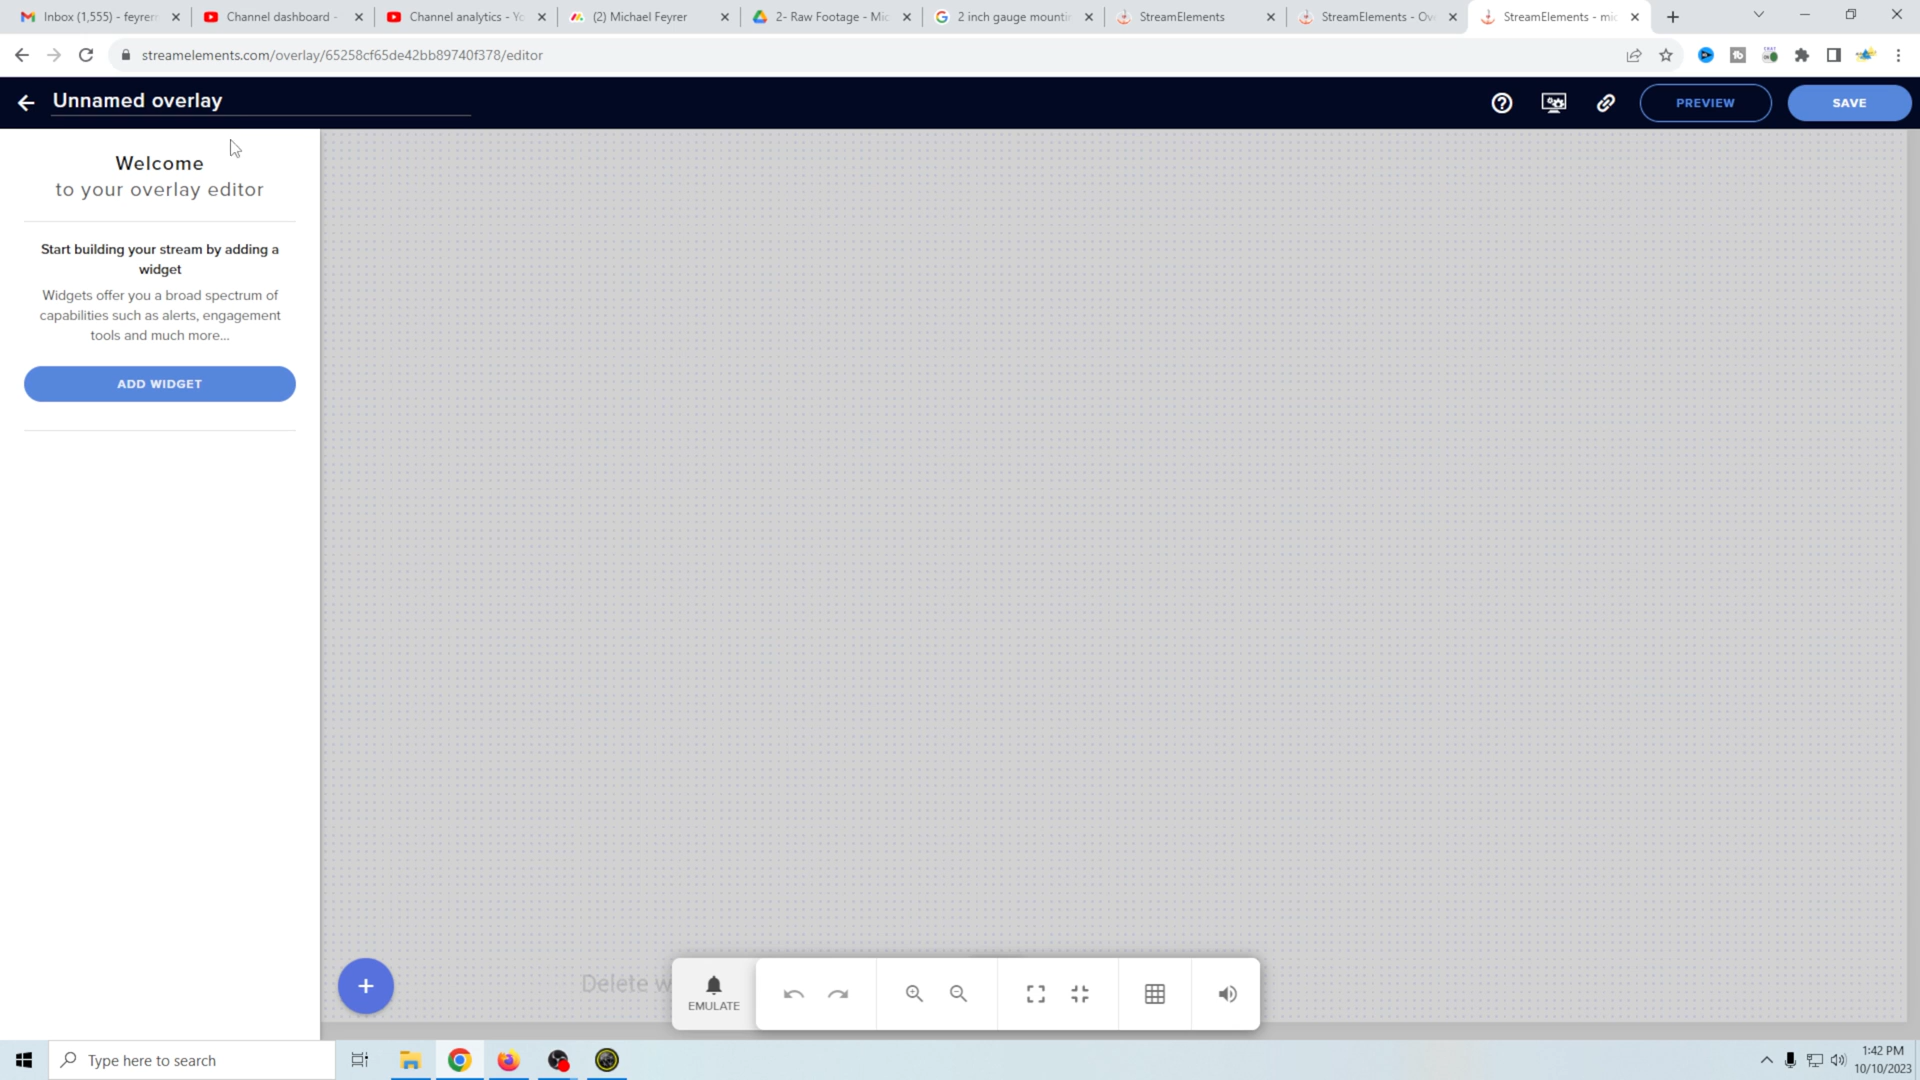 Inbox (1,555) - feyrer
Channel dashboard -
Channel analytics - Yo
(2) Michael Feyrer
2- Raw Footage - Mic
2 inch gauge mountin
StreamElements
StreamElements - Ove
StreamElements - mic
streamelements.com/overlay/65258cf65de42bb89740f378/editor
Unnamed overlay
PREVIEW
SAVE
Welcome
to your overlay editor
Start building your stream by adding a
widget
Widgets offer you a broad spectrum of
capabilities such as alerts, engagement
tools and much more...
ADD WIDGET
Delete w
EMULATE
Type here to search
1:42 PM
10/10/2023